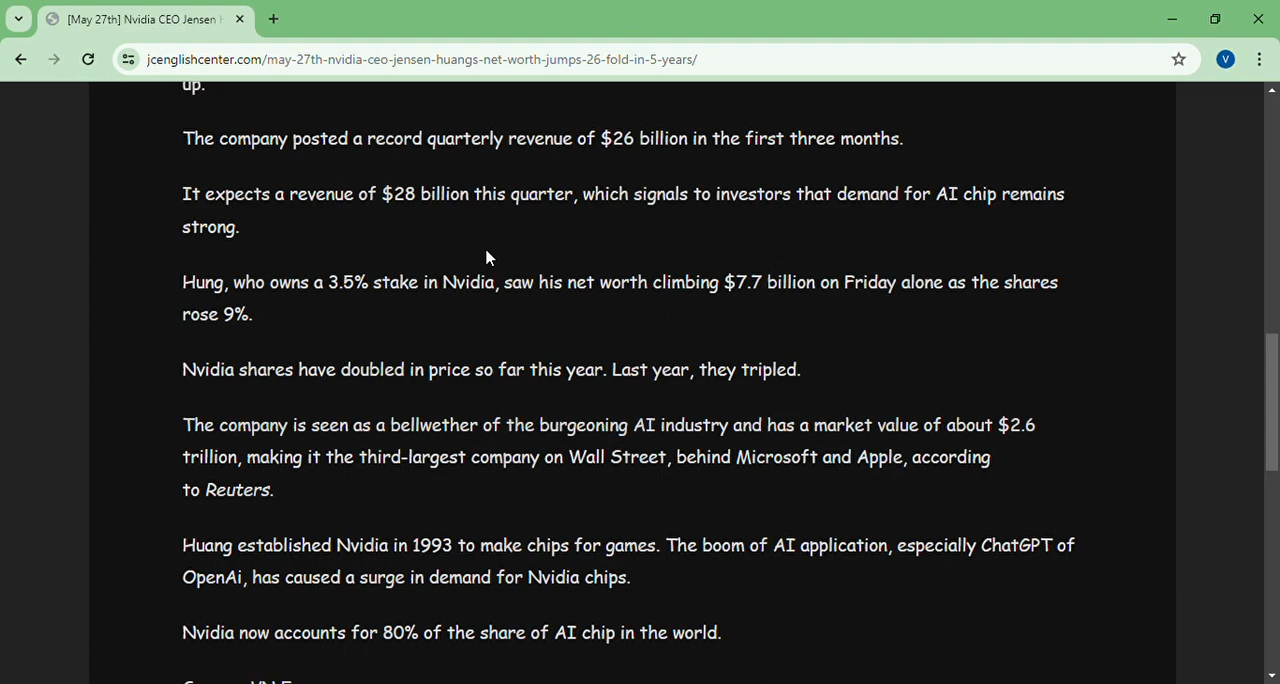 [May 27th] Nvidia CEO Jensen
jcenglishcenter.com/may-27th-nvidia-ceo-jensen-huangs-net-worth-jumps-26-fold-in-5-years/
V
up.
The company posted a record quarterly revenue of $26 billion in the first three months.
It expects a revenue of $28 billion this quarter, which signals to investors that demand for AI chip remains
strong.
Hung, who owns a 3.5% stake in Nvidia, saw his net worth climbing $7.7 billion on Friday alone as the shares
rose 9%.
Nvidia shares have doubled in price so far this year. Last year, they tripled.
The company is seen as a bellwether of the burgeoning AI industry and has a market value of about $2.6
trillion, making it the third-largest company on Wall Street, behind Microsoft and Apple, according
to Reuters.
Huang established Nvidia in 1993 to make chips for games. The boom of AI application, especially ChatGPT of
OpenAi, has caused a surge in demand for Nvidia chips.
Nvidia now accounts for 80% of the share of AI chip in the world.